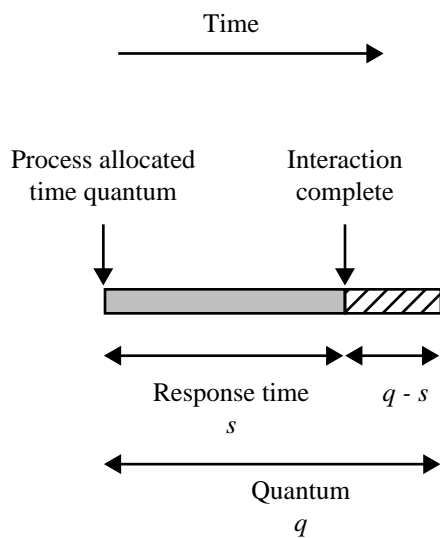 Time
Process allocated
time quantum
Interaction
complete
Response time
s
q - s
Quantum
q